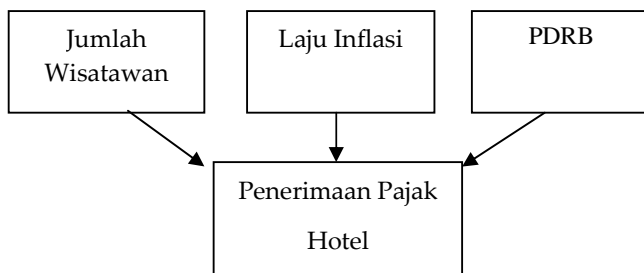 Jumlah
Wisatawan
Laju Inflasi
PDRB
Penerimaan Pajak
Hotel